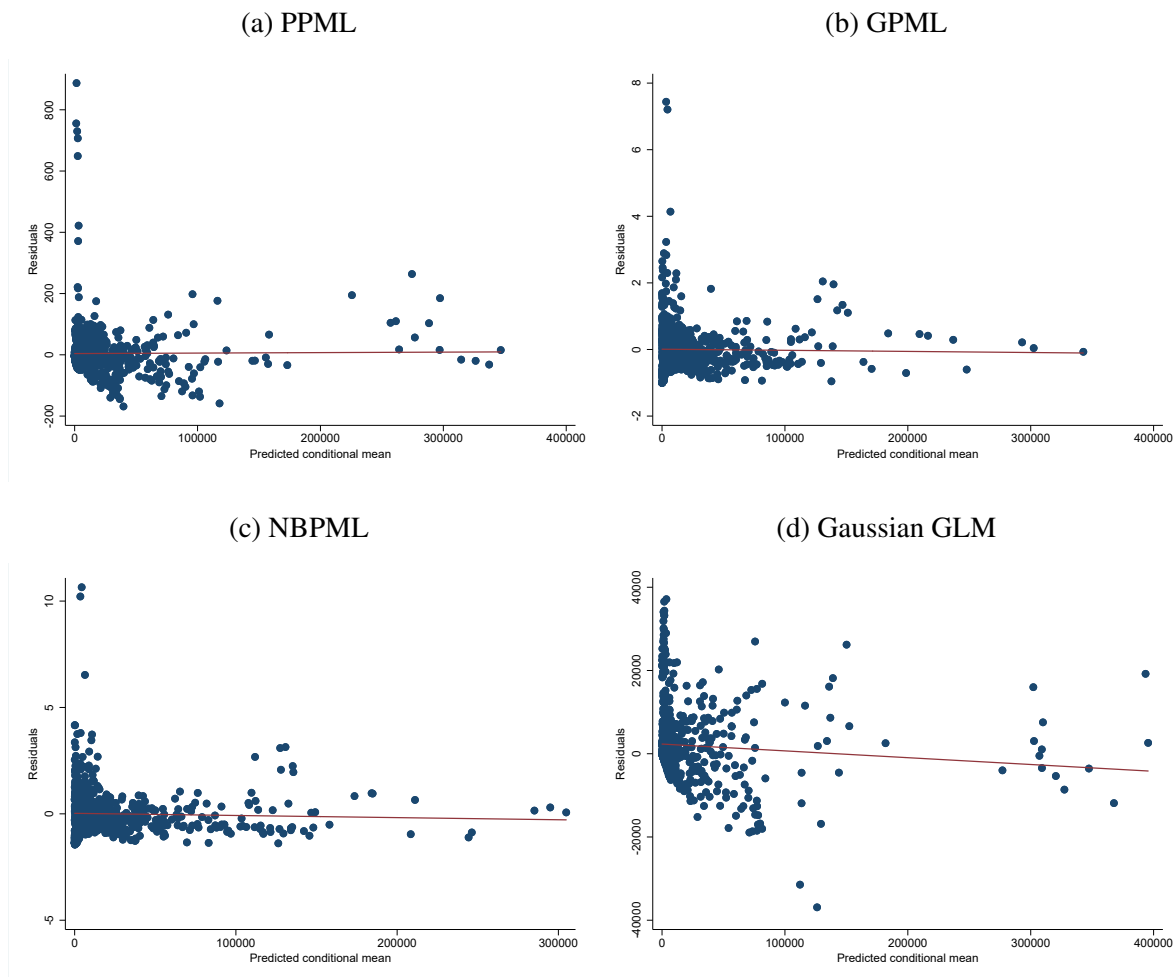 (a) PPML
800
600
400
200
0
-200
Residuals
0 100000 200000 300000 400000
Predicted conditional mean
(b) GPML
8
6
4
2
0
-2
Residuals
0 100000 200000 300000 400000
Predicted conditional mean
(c) NBPML
10
5
0
-5
Residuals
0 100000 200000 300000
Predicted conditional mean
(d) Gaussian GLM
40000
20000
0
-20000
-40000
Residuals
0 100000 200000 300000 400000
Predicted conditional mean